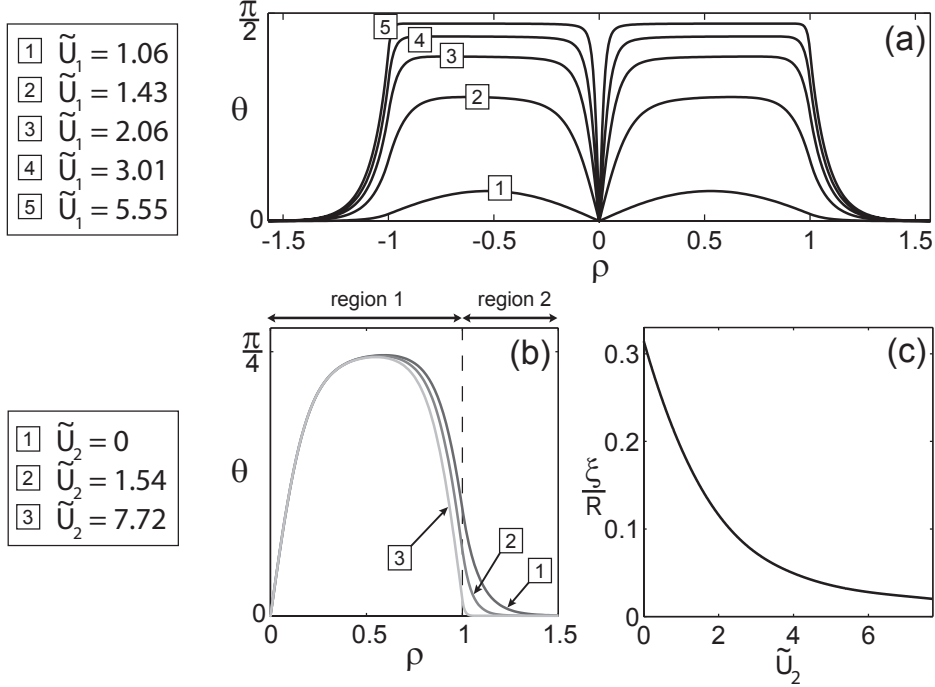 1 Ũ₁ = 1.06
2 Ũ₁ = 1.43
3 Ũ₁ = 2.06
4 Ũ₁ = 3.01
5 Ũ₁ = 5.55
π/2
θ
0
5
4
3
2
1
(a)
-1.5 -1 -0.5 0 0.5 1 1.5
ρ
1 Ũ₂ = 0
2 Ũ₂ = 1.54
3 Ũ₂ = 7.72
region 1 region 2
π/4
θ
0
(b)
3
2
1
0 0.5 1 1.5
ρ
(c)
0.3
0.2
0.1
0
ξ/R
0 2 4 6
Ũ₂